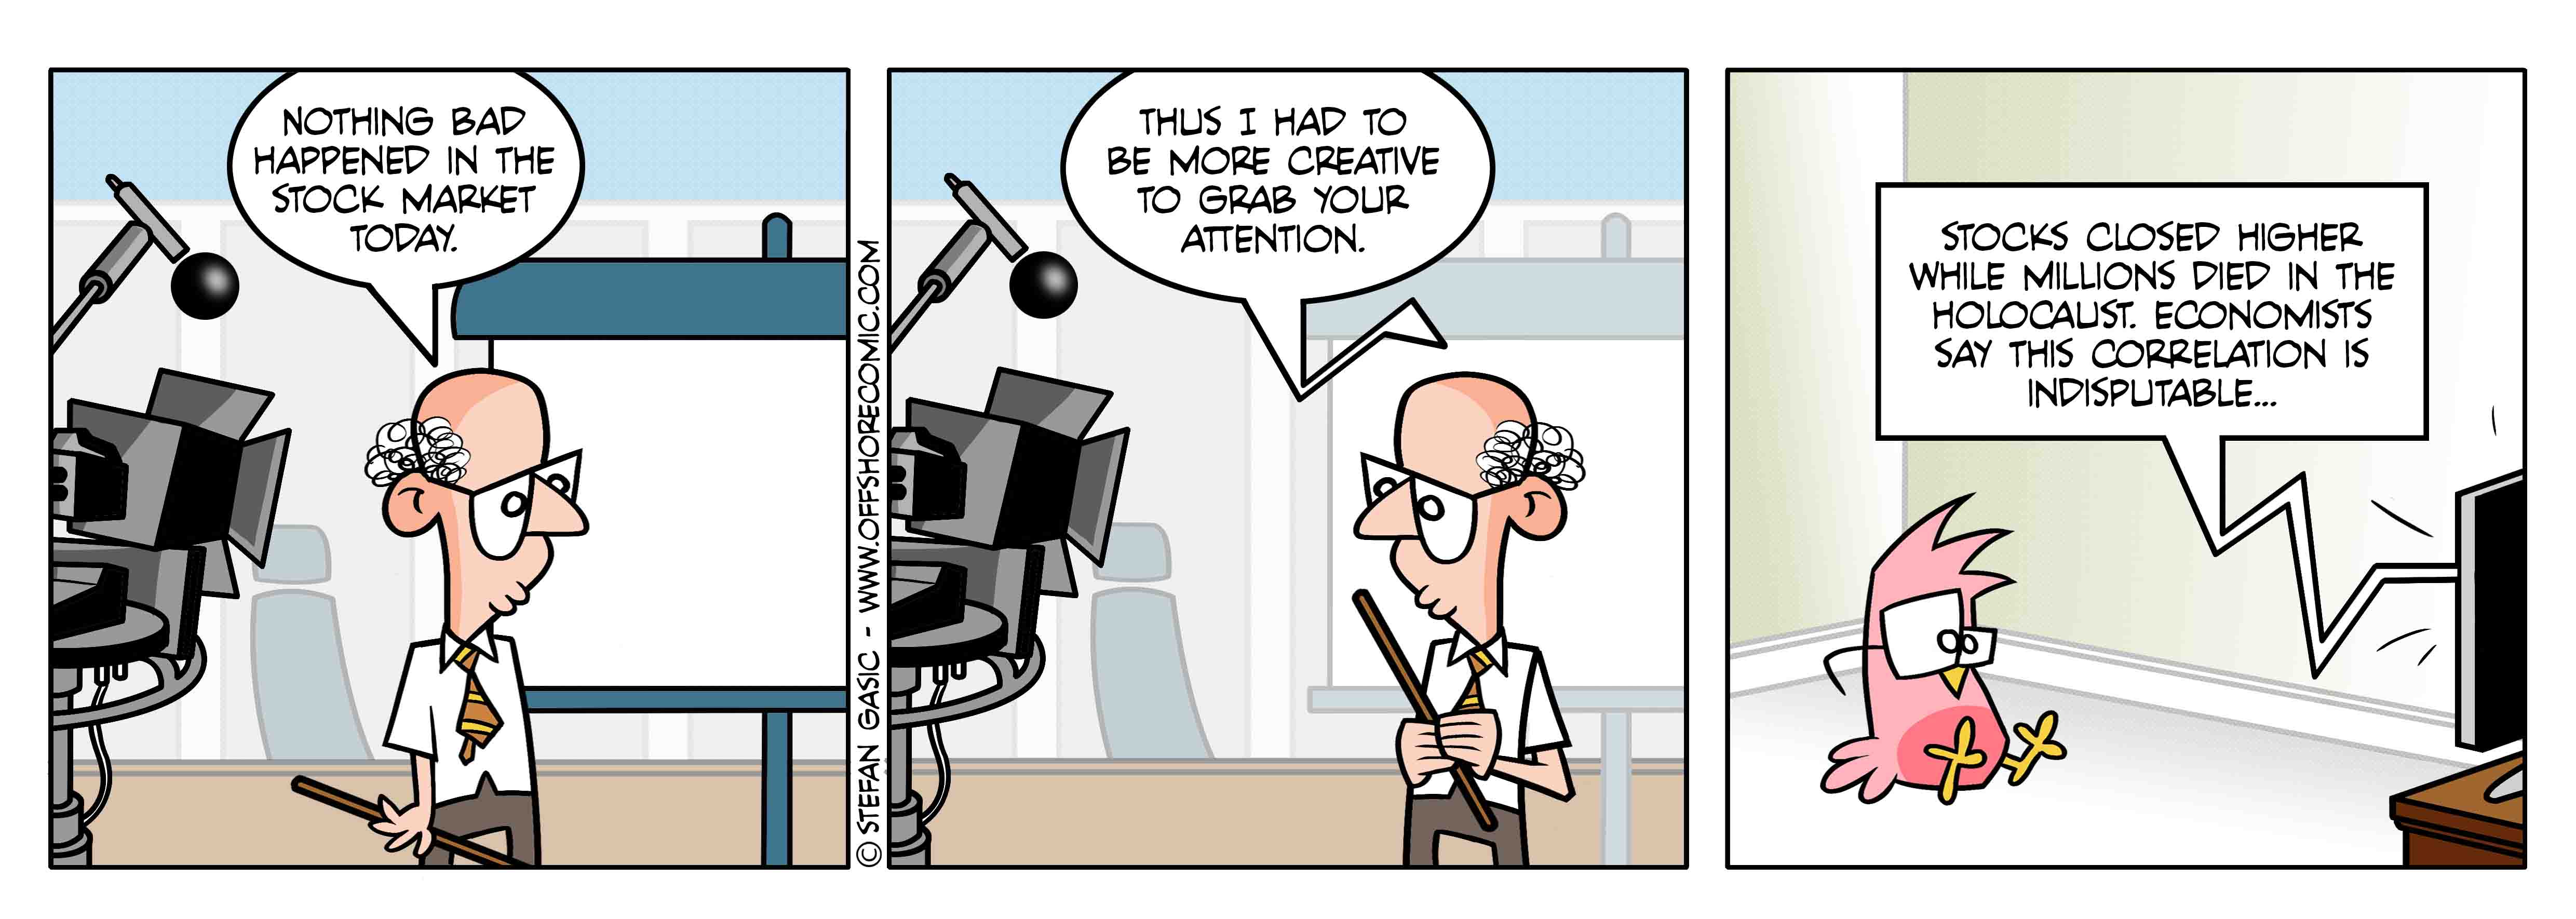 NOTHING BAD
HAPPENED IN THE
STOCK MARKET
TODAY.
© STEFAN GASIC - WWW.OFFSHORECOMIC.COM
THUS I HAD TO
BE MORE CREATIVE
TO GRAB YOUR
ATTENTION.
STOCKS CLOSED HIGHER
WHILE MILLIONS DIED IN THE
HOLOCAUST. ECONOMISTS
SAY THIS CORRELATION IS
INDISPUTABLE...